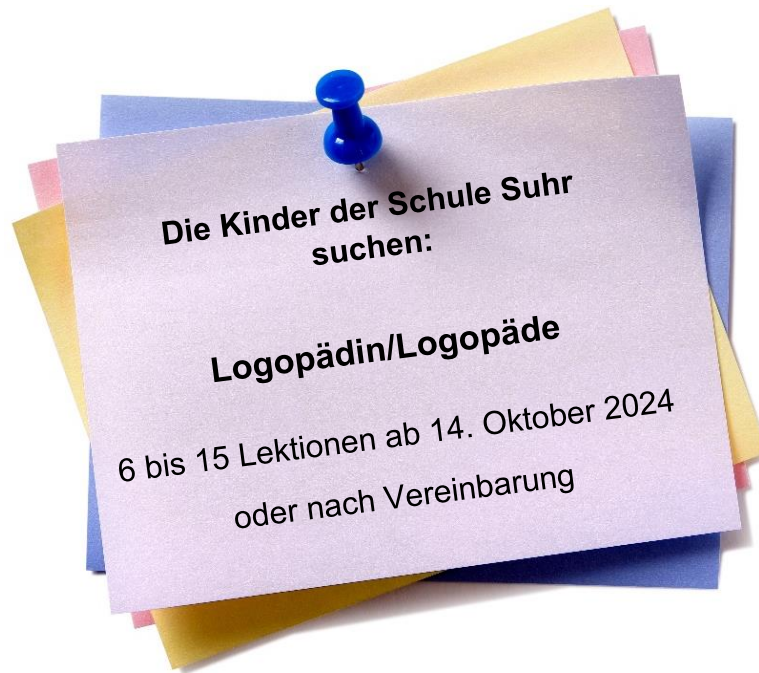 Die Kinder der Schule Suhr
suchen:
Logopädin/Logopäde
6 bis 15 Lektionen ab 14. Oktober 2024
oder nach Vereinbarung